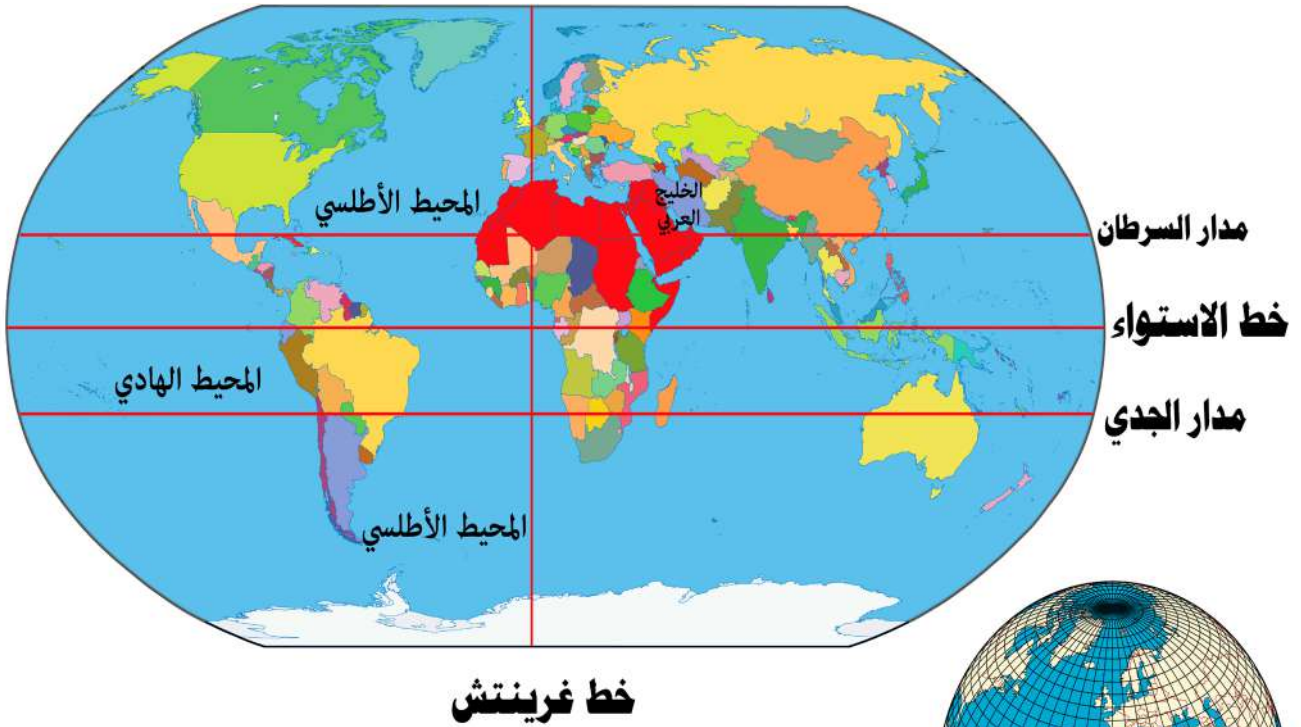 المحيط الأطلسي
الخليج
العربي
مدار السرطان
خط الاستواء
المحيط الهادي
مدار الجدي
المحيط الأطلسي
خط غرينتش